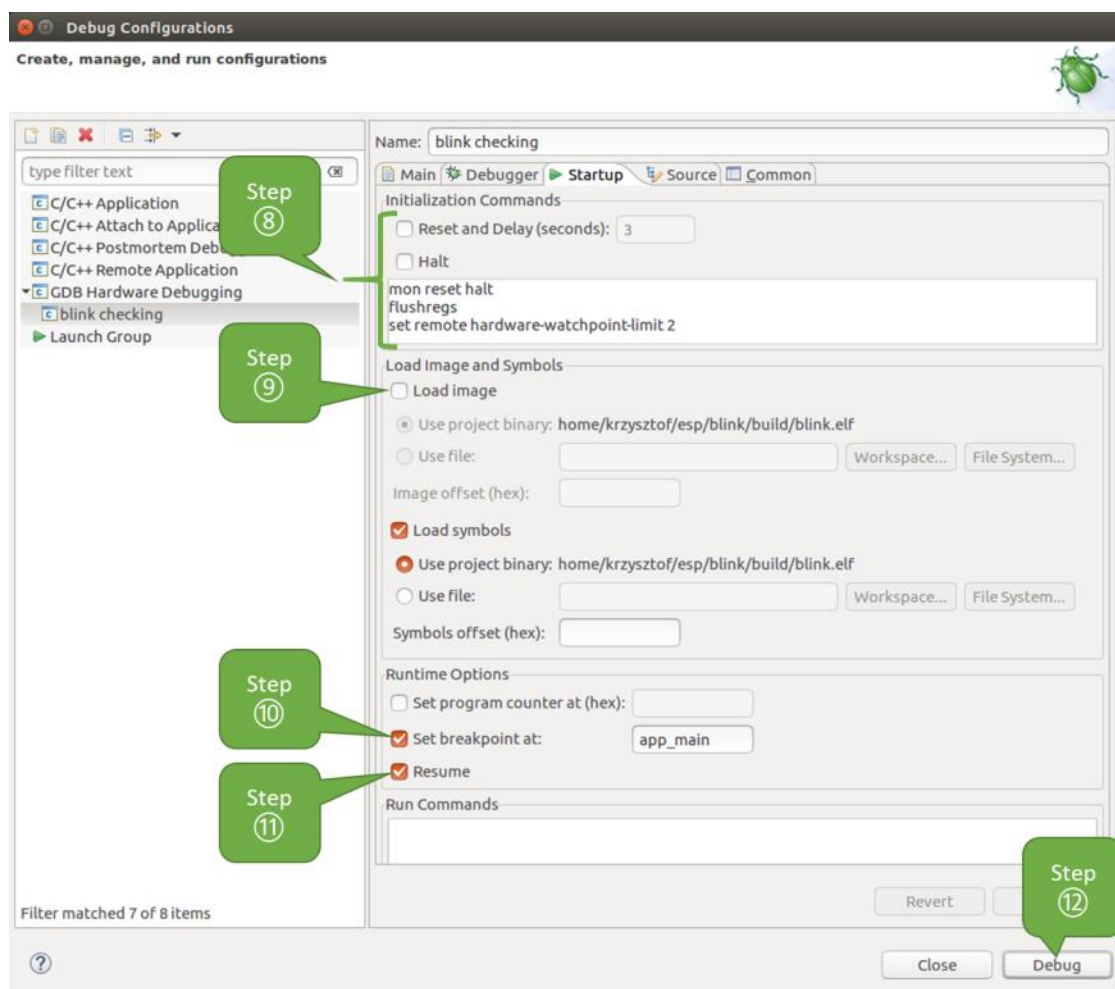 Debug Configurations
Create, manage, and run configurations
type filter text
C/C++ Application
C/C++ Attach to Applica
C/C++ Postmortem Deb
C/C++ Remote Application
GDB Hardware Debugging
blink checking
Launch Group
Filter matched 7 of 8 items
Step
⑧
Step
⑨
Step
⑩
Step
⑪
Name: blink checking
Main Debugger Startup Source Common
Initialization Commands
Reset and Delay (seconds): 3
Halt
mon reset halt
flushregs
set remote hardware-watchpoint-limit 2
Load Image and Symbols
Load image
Use project binary: home/krzysztof/esp/blink/build/blink.elf
Use file: Workspace... File System...
Image offset (hex):
Load symbols
Use project binary: home/krzysztof/esp/blink/build/blink.elf
Use file: Workspace... File System...
Symbols offset (hex):
Runtime Options
Set program counter at (hex):
Set breakpoint at: app_main
Resume
Run Commands
Step
⑫
Revert
Close Debug